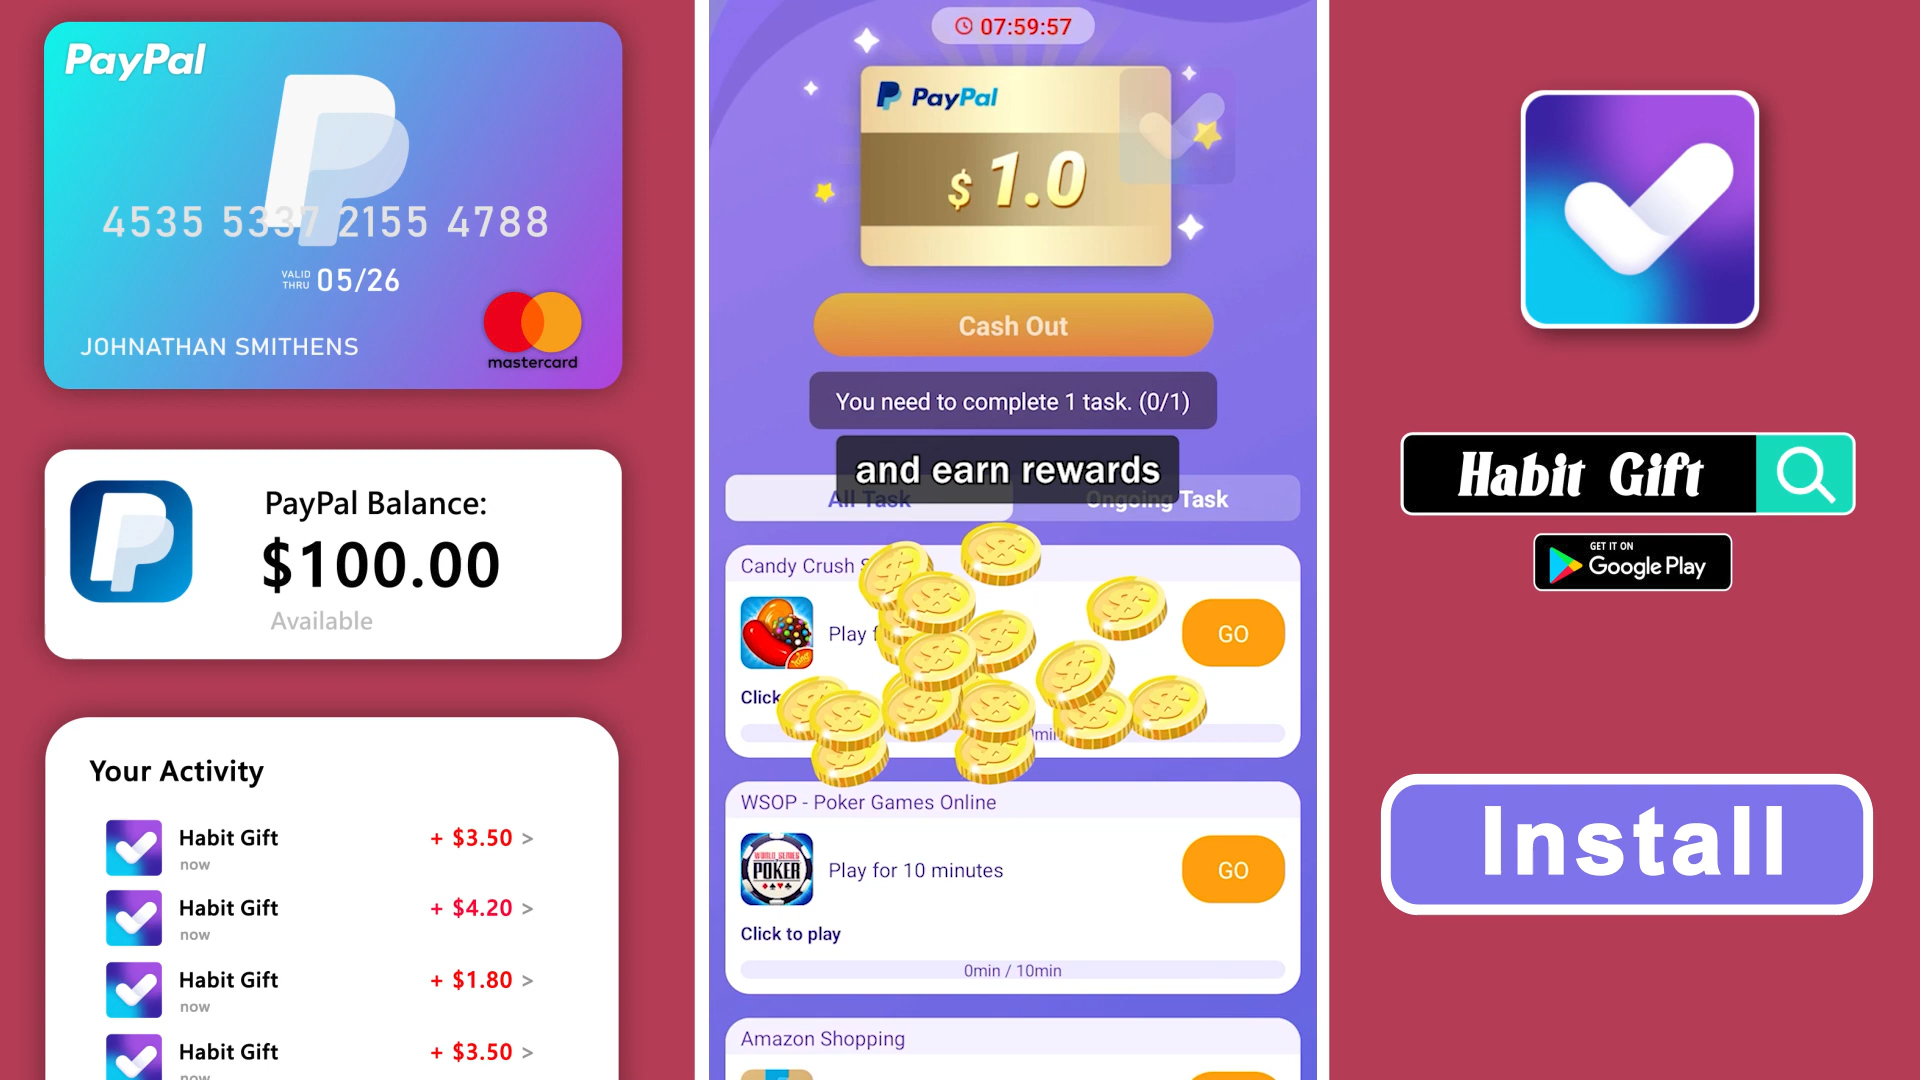 PayPal
4535 5337 2155 4788
VALID
THRU
05/26
JOHNATHAN SMITHENS
mastercard
PayPal Balance:
$100.00
Available
Your Activity
Habit Gift
+ $3.50 >
now
Habit Gift
+ $4.20 >
now
Habit Gift
+ $1.80 >
now
Habit Gift
+ $3.50 >
now
07:59:57
PayPal
$ 1.0
Cash Out
You need to complete 1 task. (0/1)
and earn rewards
All Task
Ongoing Task
Candy Crush
Play
GO
Click
WSOP - Poker Games Online
POKER
Play for 10 minutes
GO
Click to play
0min / 10min
Amazon Shopping
Habit Gift
GET IT ON
Google Play
Install